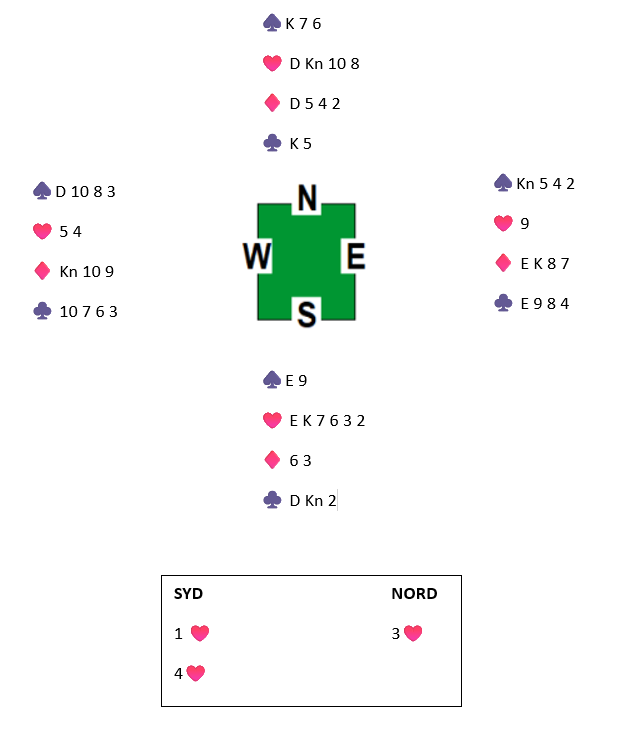 ♠ K 7 6
♥ D Kn 10 8
♦ D 5 4 2
♣ K 5
♠ D 10 8 3
♥ 5 4
♦ Kn 10 9
♣ 10 7 6 3
N
W E
S
♠ Kn 5 4 2
♥ 9
♦ E K 8 7
♣ E 9 8 4
♠ E 9
♥ E K 7 6 3 2
♦ 6 3
♣ D Kn 2
SYD NORD
1 ♥ 3 ♥
4 ♥